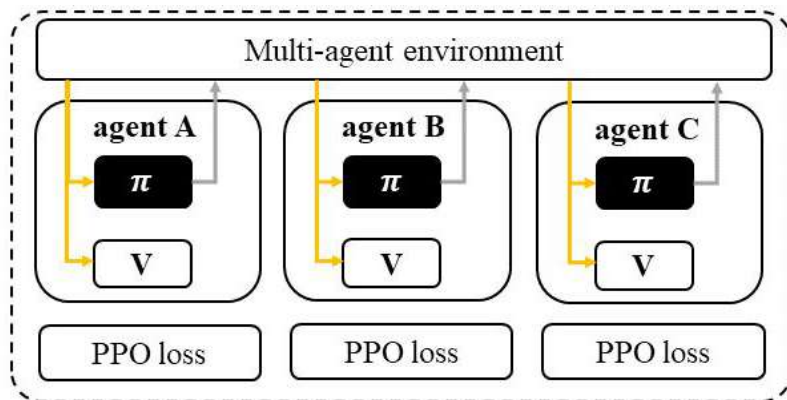 Multi-agent environment
agent A
agent B
agent C
π
π
π
V
V
V
PPO loss
PPO loss
PPO loss